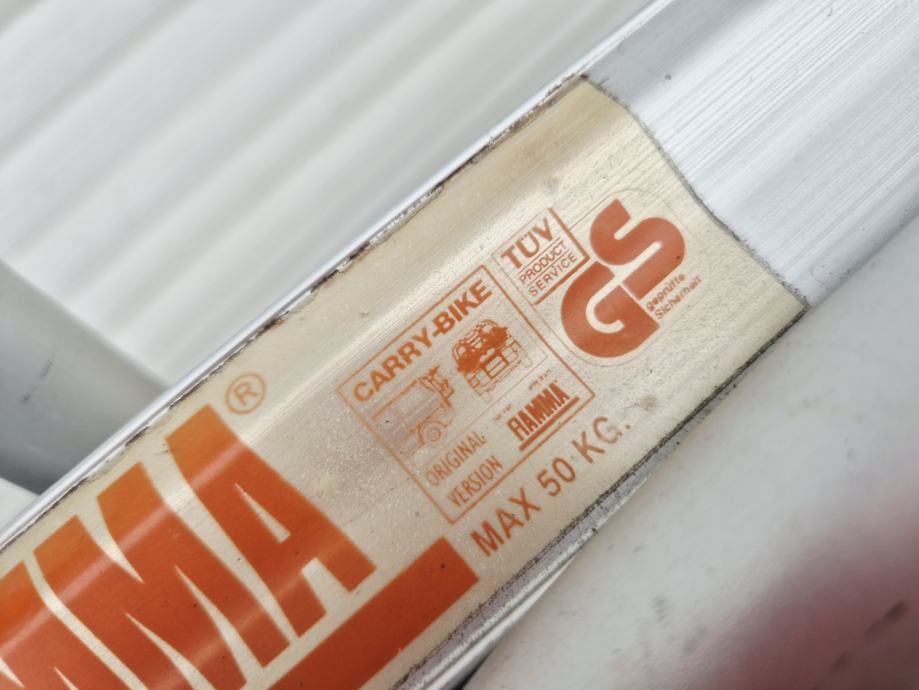 MMA®
CARRY-BIKE
ORIGINAL
VERSION
FIAMMA
TÜV
PRODUCT
SERVICE
GS
geprüfte
Sicherheit
MAX 50 KG.